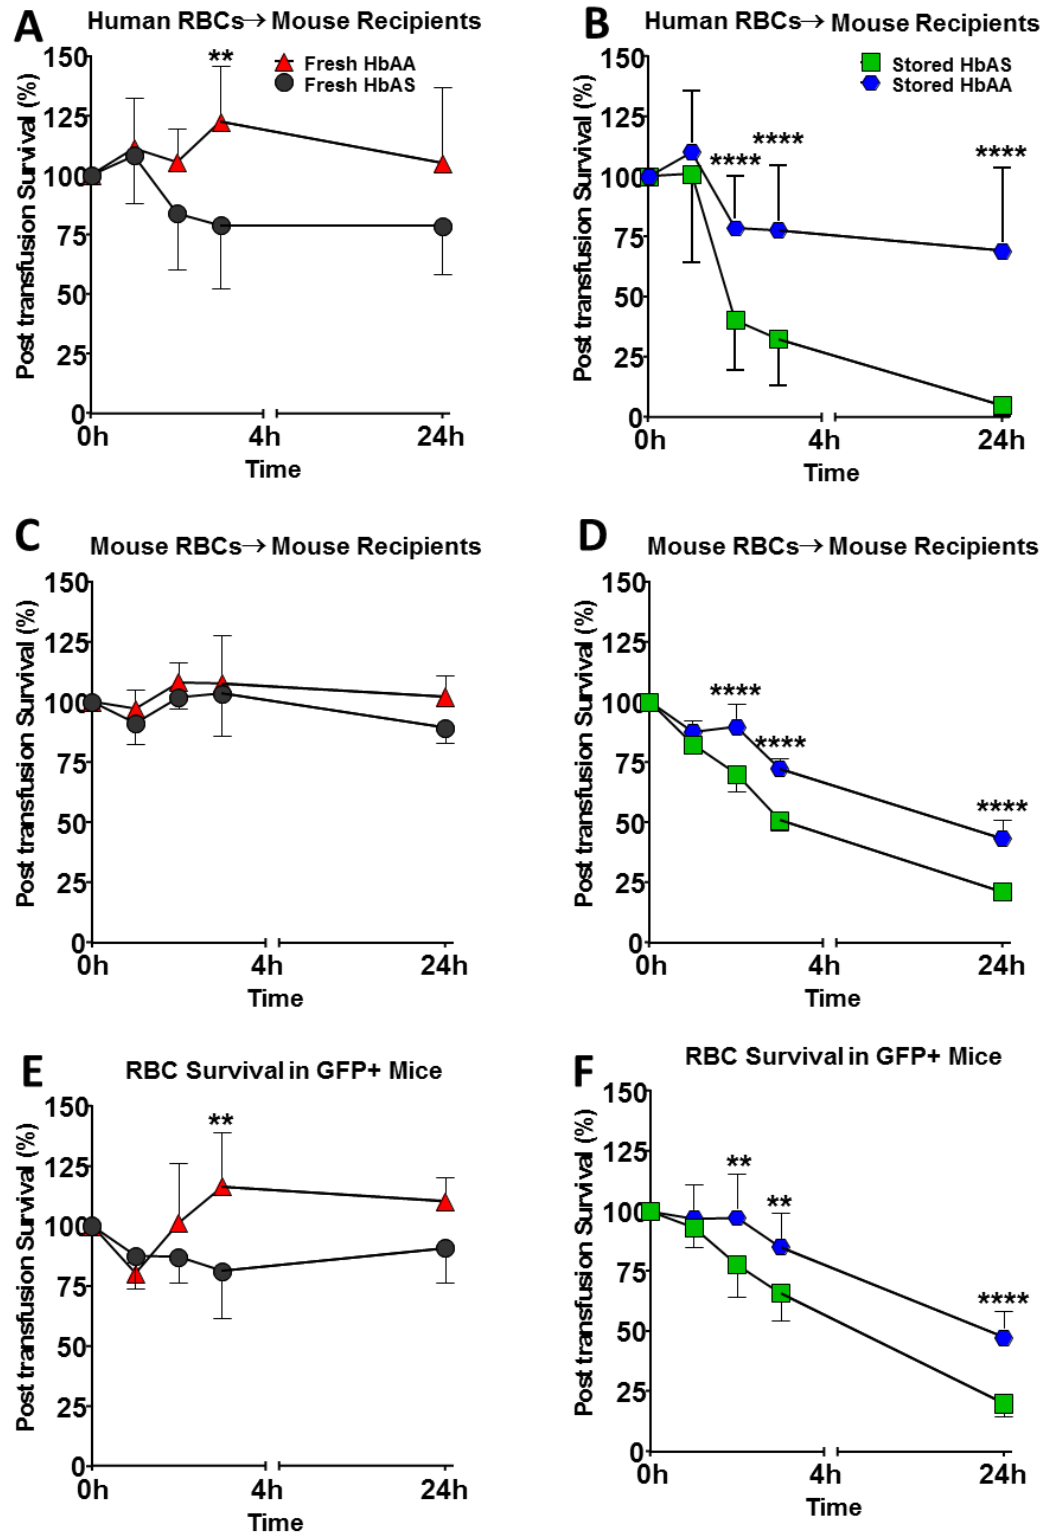 A
Human RBCs→ Mouse Recipients
Post transfusion Survival (%)
150
125
100
75
50
25
0
**
Fresh HbAA
Fresh HbAS
0h
4h
24h
Time
B
Human RBCs→ Mouse Recipients
Post transfusion Survival (%)
150
125
100
75
50
25
0
Stored HbAS
Stored HbAA
****
****
****
0h
4h
24h
Time
C
Mouse RBCs→ Mouse Recipients
Post transfusion Survival (%)
150
125
100
75
50
25
0
0h
4h
24h
Time
D
Mouse RBCs→ Mouse Recipients
Post transfusion Survival (%)
150
125
100
75
50
25
0
****
****
****
0h
4h
24h
Time
E
RBC Survival in GFP+ Mice
Post transfusion Survival (%)
150
125
100
75
50
25
0
**
0h
4h
24h
Time
F
RBC Survival in GFP+ Mice
Post transfusion Survival (%)
150
125
100
75
50
25
0
**
**
****
0h
4h
24h
Time